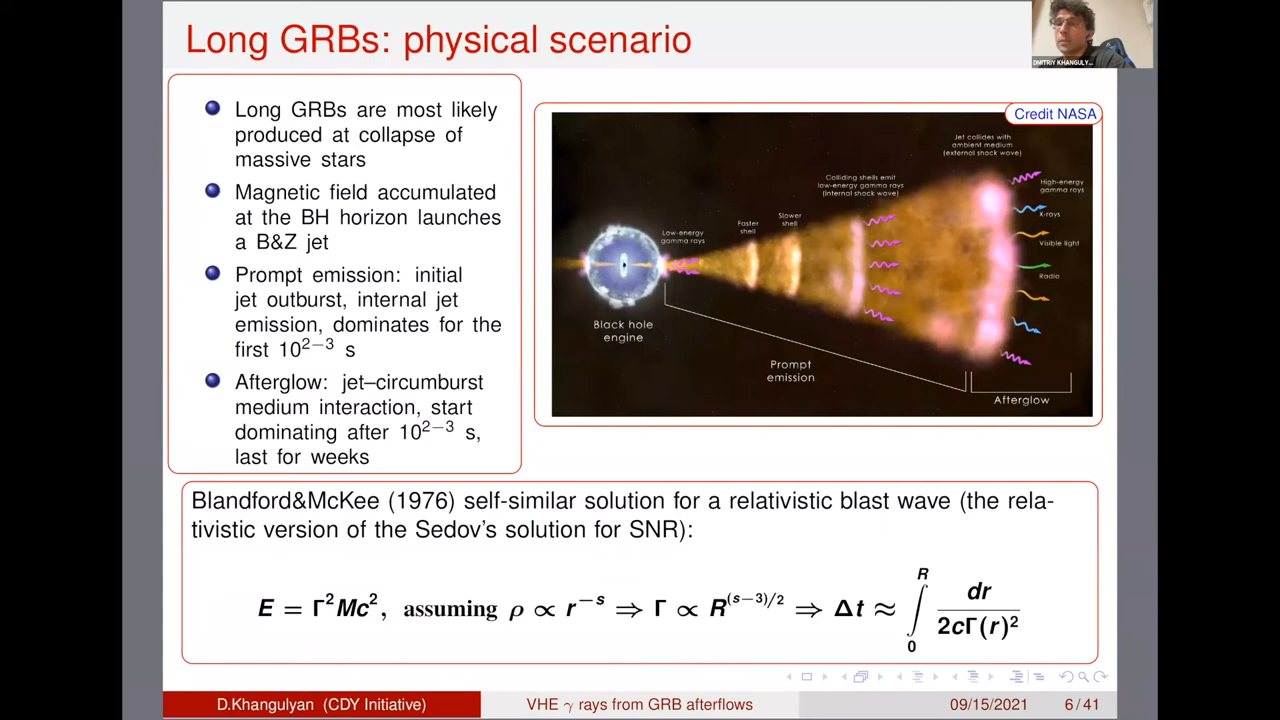 Long GRBs: physical scenario
DMITRIY KHANGULY...
Long GRBs are most likely
produced at collapse of
massive stars
Magnetic field accumulated
at the BH horizon launches
a B&Z jet
Prompt emission: initial
jet outburst, internal jet
emission, dominates for the
first 10²⁻³ s
Afterglow: jet–circumburst
medium interaction, start
dominating after 10²⁻³ s,
last for weeks
Credit NASA
Jet collides with
ambient medium
(external shock wave)
Colliding shells emit
low-energy gamma rays
(internal shock wave)
High-energy
gamma rays
X-rays
Slower
shell
Faster
shell
Low-energy
gamma rays
Visible light
Radio
Black hole
engine
Prompt
emission
Afterglow
Blandford&McKee (1976) self-similar solution for a relativistic blast wave (the rela-
tivistic version of the Sedov's solution for SNR):
E = Γ²Mc², assuming ρ ∝ r⁻ˢ ⇒ Γ ∝ R⁽ˢ⁻³⁾/² ⇒ Δt ≈ ∫₀ᴿ dr / 2cΓ(r)²
D.Khangulyan (CDY Initiative) VHE γ rays from GRB afterflows 09/15/2021 6 / 41